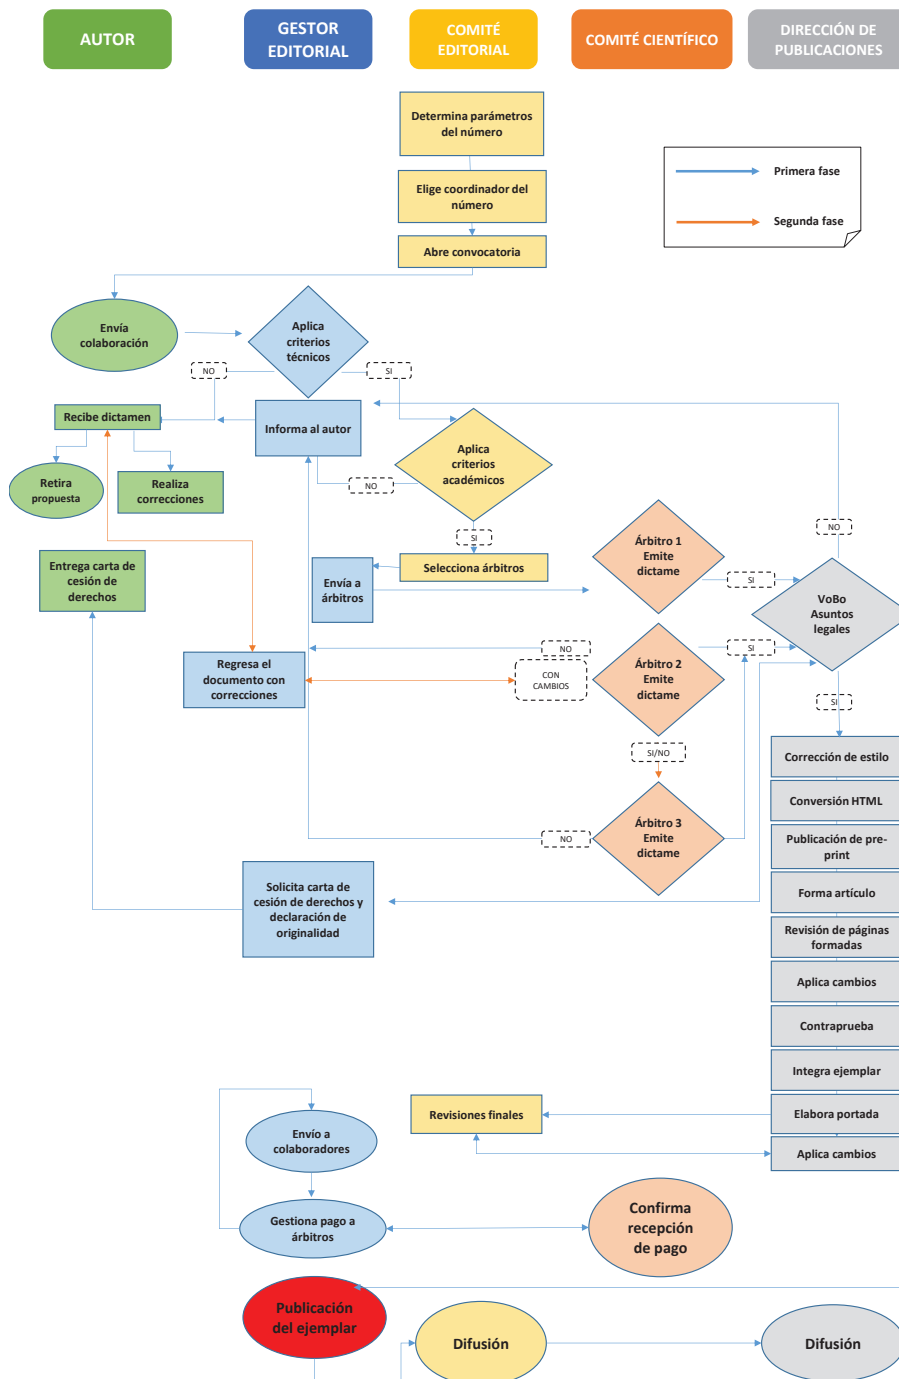 AUTOR
GESTOR
EDITORIAL
COMITÉ
EDITORIAL
COMITÉ CIENTÍFICO
DIRECCIÓN DE
PUBLICACIONES
Determina parámetros
del número
Primera fase
Elige coordinador del
número
Segunda fase
Abre convocatoria
Envía
colaboración
Aplica
criterios
técnicos
NO
SI
Recibe dictamen
Informa al autor
Aplica
criterios
académicos
Retira
propuesta
Realiza
correcciones
NO
NO
SI
Árbitro 1
Emite
dictame
Entrega carta de
cesión de
derechos
Envía a
árbitros
Selecciona árbitros
SI
VoBo
Asuntos
legales
Regresa el
documento con
correcciones
NO
CON
CAMBIOS
Árbitro 2
Emite
dictame
SI
SI
SI/NO
Corrección de estilo
Conversión HTML
Árbitro 3
Emite
dictame
NO
Publicación de pre-
print
Solicita carta de
cesión de derechos y
declaración de
originalidad
Forma artículo
Revisión de páginas
formadas
Aplica cambios
Contraprueba
Integra ejemplar
Revisiones finales
Elabora portada
Envío a
colaboradores
Aplica cambios
Gestiona pago a
árbitros
Confirma
recepción
de pago
Publicación
del ejemplar
Difusión
Difusión